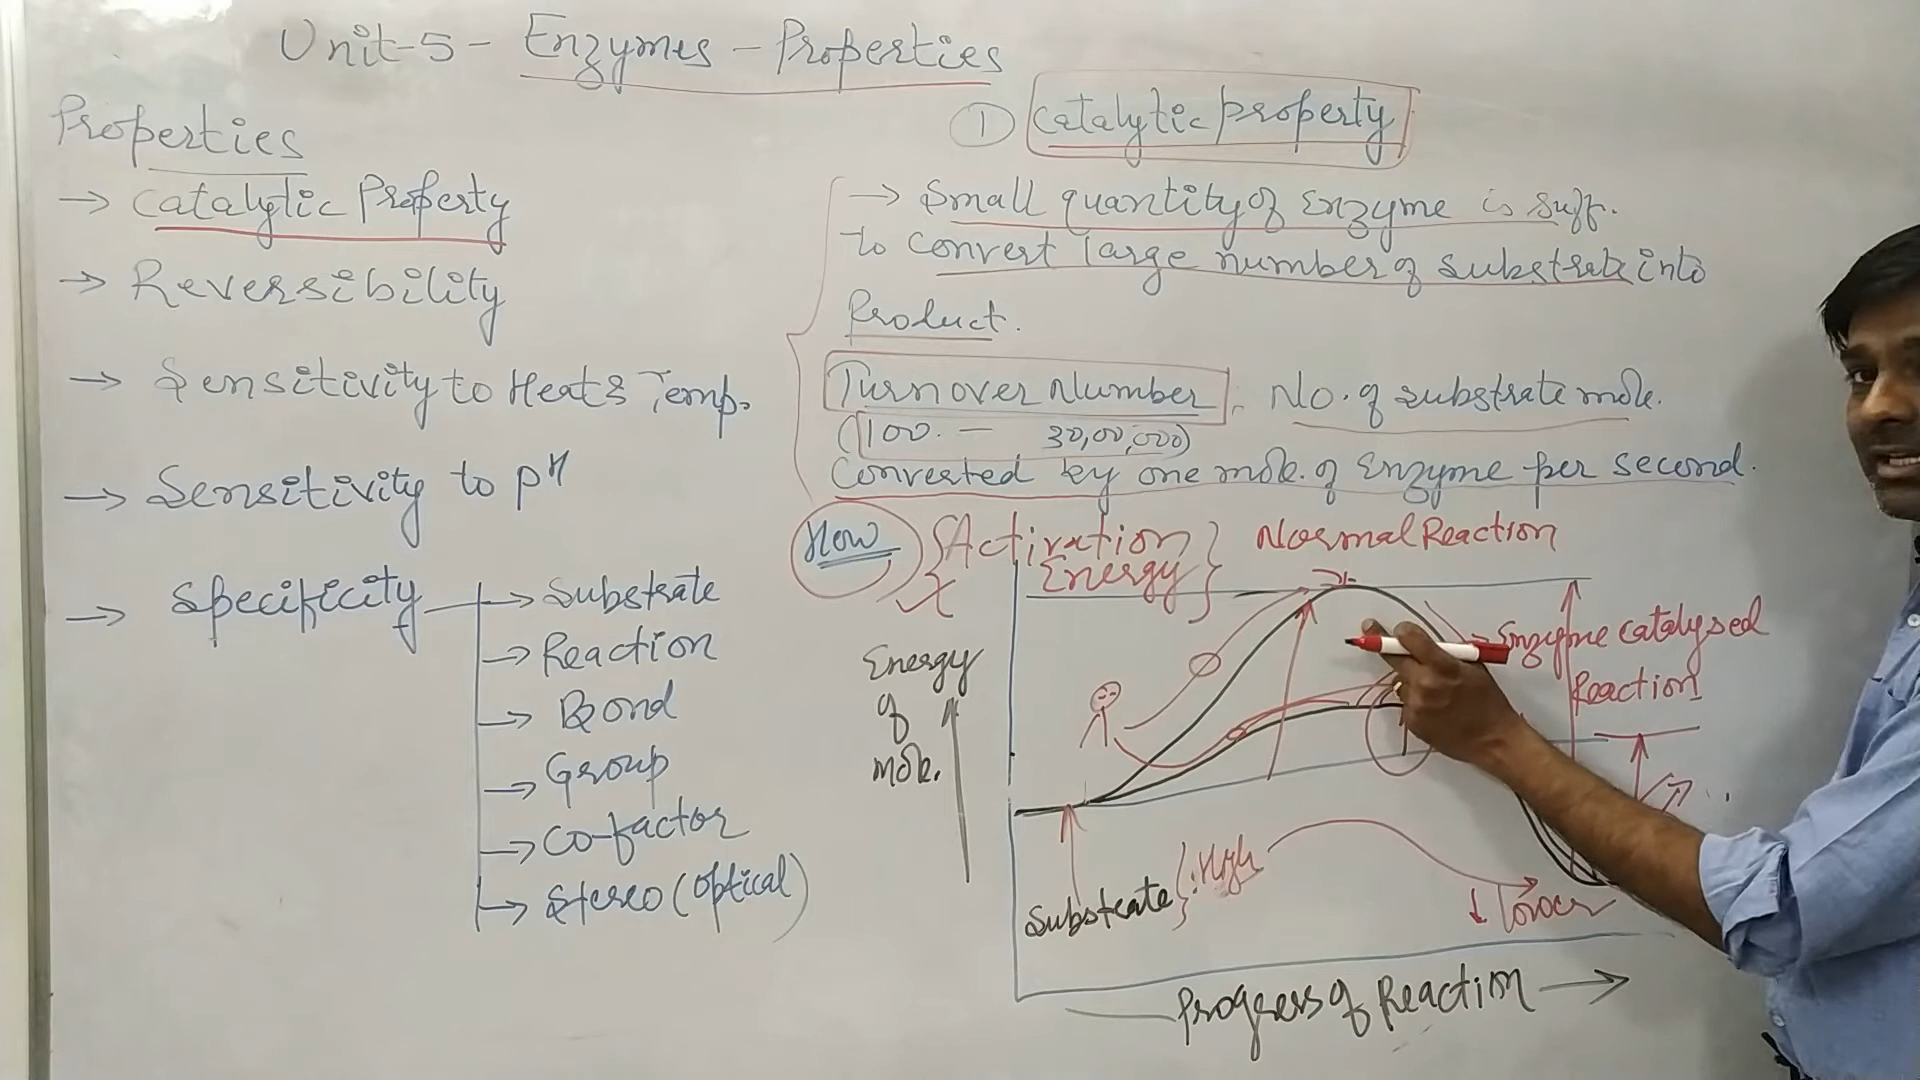 Unit-5 - Enzymes - Properties
Properties
→ Catalytic Property
→ Reversibility
→ Sensitivity to Heat & Temp.
→ Sensitivity to pH
→ Specificity
→ Substrate
→ Reaction
→ Bond
→ Group
→ Co-factor
→ Stereo (Optical)
① Catalytic Property
→ Small quantity of Enzyme is suff.
to convert large number of substrate into
Product.
Turnover Number : No. of substrate mole.
(100. — 30,00,000)
Converted by one mole. of Enzyme per second.
How { Activation Energy }
Normal Reaction
Enzyme catalysed
Reaction
Energy
of
mole.
Substrate } : High
↓ lower
Progress of Reaction →